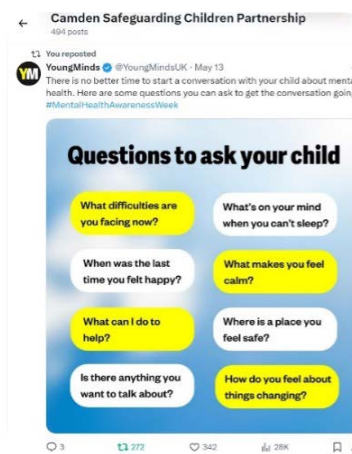 Camden Safeguarding Children Partnership
494 posts
You reposted
YoungMinds @YoungMindsUK · May 13
There is no better time to start a conversation with your child about menta
health. Here are some questions you can ask to get the conversation goin
#MentalHealthAwarenessWeek
YM
Questions to ask your child
What difficulties are
you facing now?
What's on your mind
when you can't sleep?
When was the last
time you felt happy?
What makes you feel
calm?
What can I do to
help?
Where is a place you
feel safe?
Is there anything you
want to talk about?
How do you feel about
things changing?
3 272 342 28K